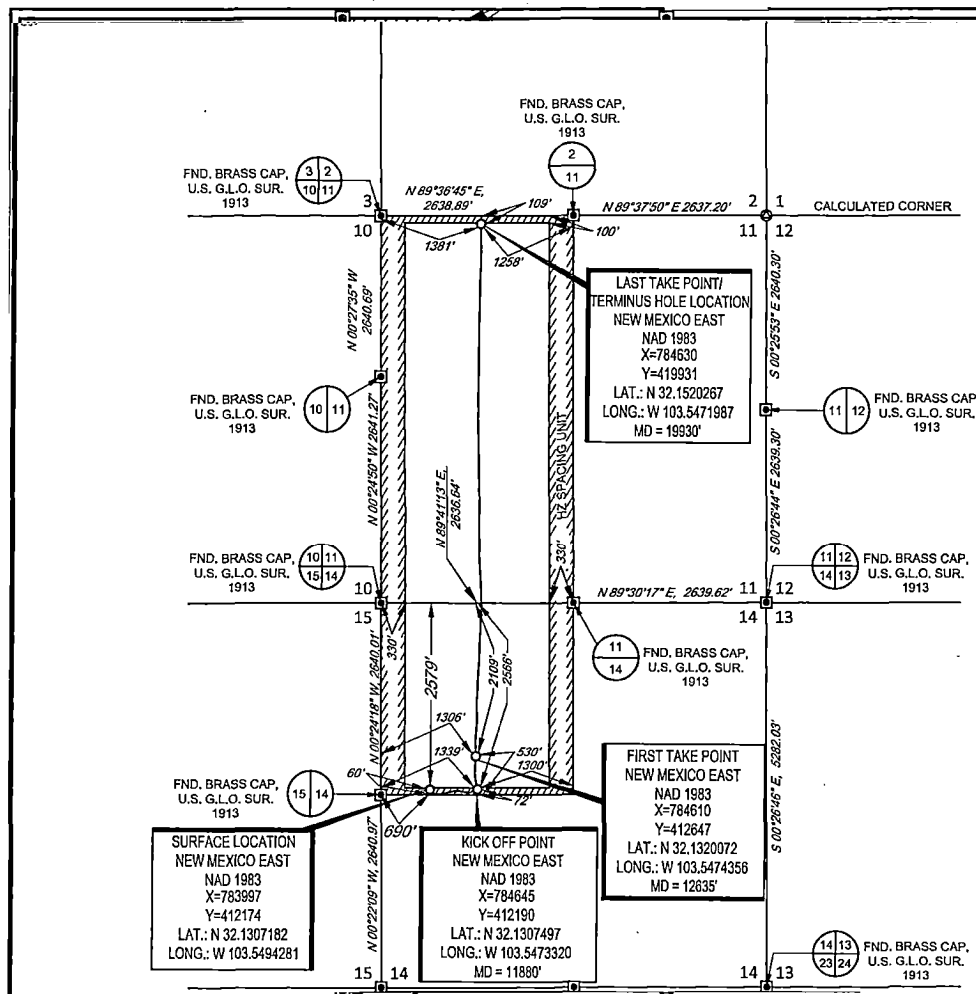 FND. BRASS CAP,
U.S. G.L.O. SUR.
1913
2
11
FND. BRASS CAP,
U.S. G.L.O. SUR.
1913
3 2
10 11
3
10
N 89°36'45" E,
2638.89'
109'
N 89°37'50" E 2637.20'
2 1
11 12
CALCULATED CORNER
1381'
1258'
100'
N 00°27'35" W
2640.69'
S 00°25'53" E 2640.30'
LAST TAKE POINT/
TERMINUS HOLE LOCATION
NEW MEXICO EAST
NAD 1983
X=784630
Y=419931
LAT.: N 32.1520267
LONG.: W 103.5471987
MD = 19930'
FND. BRASS CAP,
U.S. G.L.O. SUR.
1913
10 11
11 12
FND. BRASS CAP,
U.S. G.L.O. SUR.
1913
N 00°24'50" W 2641.27'
N 89°41'13" E,
2636.64'
HZ SPACING UNIT
330'
S 00°26'44" E 2639.30'
FND. BRASS CAP,
U.S. G.L.O. SUR.
1913
10 11
15 14
10
15
N 89°30'17" E, 2639.62'
11 12
14 13
11 12
14 13
FND. BRASS CAP,
U.S. G.L.O. SUR.
1913
11
14
FND. BRASS CAP,
U.S. G.L.O. SUR.
1913
330'
N 00°24'18" W, 2640.01'
2579'
2109'
2566'
1306'
1339'
530'
1300'
60'
72'
690'
S 00°26'46" E, 5282.03'
FND. BRASS CAP,
U.S. G.L.O. SUR.
1913
15 14
FIRST TAKE POINT
NEW MEXICO EAST
NAD 1983
X=784610
Y=412647
LAT.: N 32.1320072
LONG.: W 103.5474356
MD = 12635'
SURFACE LOCATION
NEW MEXICO EAST
NAD 1983
X=783997
Y=412174
LAT.: N 32.1307182
LONG.: W 103.5494281
KICK OFF POINT
NEW MEXICO EAST
NAD 1983
X=784645
Y=412190
LAT.: N 32.1307497
LONG.: W 103.5473320
MD = 11880'
N 00°22'09" W, 2640.97'
15 14
14 13
14 13
23 24
FND. BRASS CAP,
U.S. G.L.O. SUR.
1913